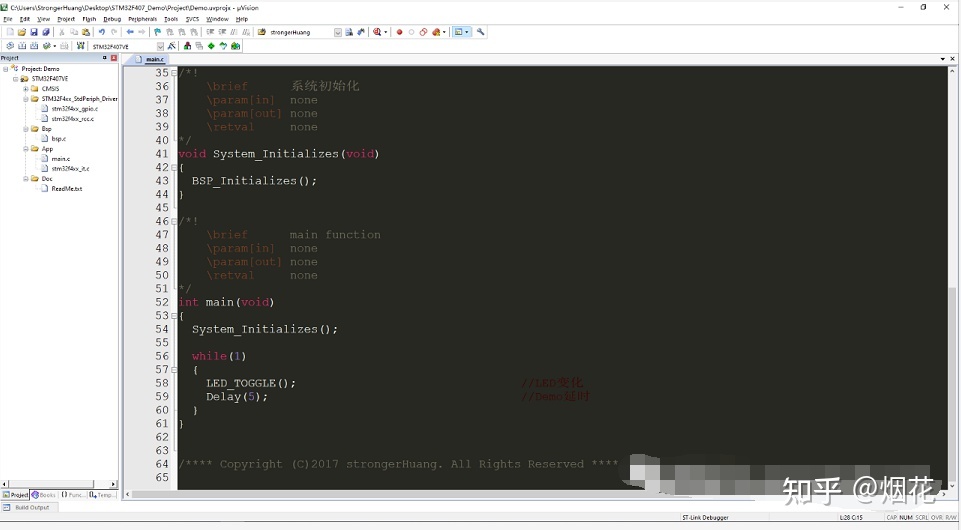 C:\Users\StrongerHuang\Desktop\STM32F407_Demo\Project\Demo.uvprojx - µVision
File Edit View Project Flash Debug Peripherals Tools SVCS Window Help
strongerHuang
STM32F407VE
Project
main.c
Project: Demo
STM32F407VE
CMSIS
STM32F4xx_StdPeriph_Driver
stm32f4xx_gpio.c
stm32f4xx_rcc.c
Bsp
bsp.c
App
main.c
stm32f4xx_it.c
Doc
ReadMe.txt
35 /*!
36 \brief 系统初始化
37 \param[in] none
38 \param[out] none
39 \retval none
40 */
41 void System_Initializes(void)
42 {
43 BSP_Initializes();
44 }
45
46 /*!
47 \brief main function
48 \param[in] none
49 \param[out] none
50 \retval none
51 */
52 int main(void)
53 {
54 System_Initializes();
55
56 while(1)
57 {
58 LED_TOGGLE(); //LED变化
59 Delay(5); //Demo延时
60 }
61 }
62
63
64 /**** Copyright (C)2017 strongerHuang. All Rights Reserved ****
65
知乎 @烟花
Project Books {} Func... Temp...
Build Output
ST-Link Debugger L:28 C:15 CAP NUM SCRL OVR R/W